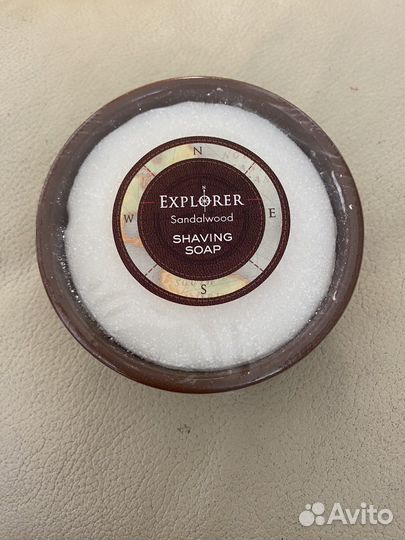 N
EXPLORER
Sandalwood
W
E
SHAVING
SOAP
S
Avito